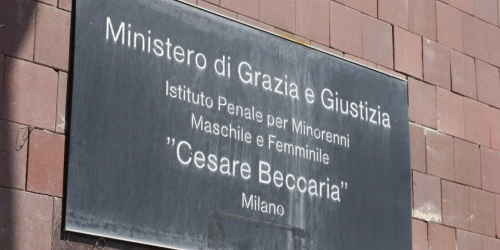 Ministero di Grazia e Giustizia
Istituto Penale per Minorenni
Maschile e Femminile
"Cesare Beccaria"
Milano